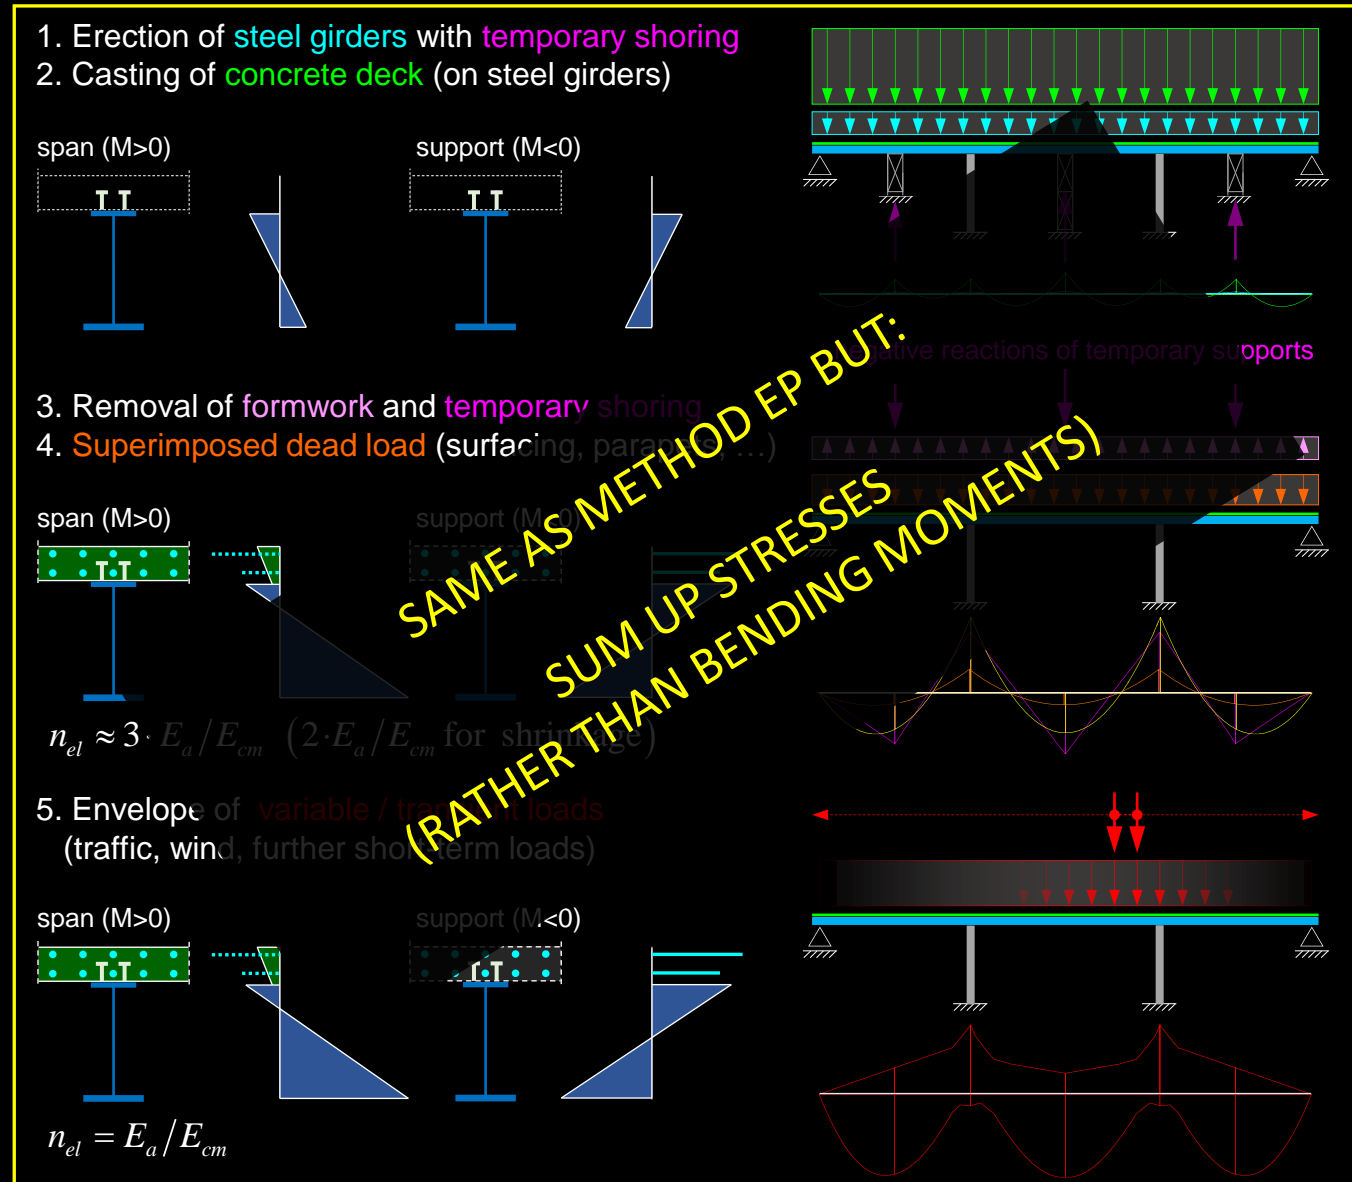 1. Erection of steel girders with temporary shoring
2. Casting of concrete deck (on steel girders)
span (M>0)
support (M<0)
negative reactions of temporary supports
3. Removal of formwork and temporary shoring
4. Superimposed dead load (surfacing, parapets, …)
span (M>0)
support (M<0)
n_el ≈ 3·E_a/E_cm (2·E_a/E_cm for shrinkage)
SAME AS METHOD EP BUT:
SUM UP STRESSES
(RATHER THAN BENDING MOMENTS)
5. Envelope of variable / transient loads
(traffic, wind, further short-term loads)
span (M>0)
support (M<0)
n_el = E_a/E_cm